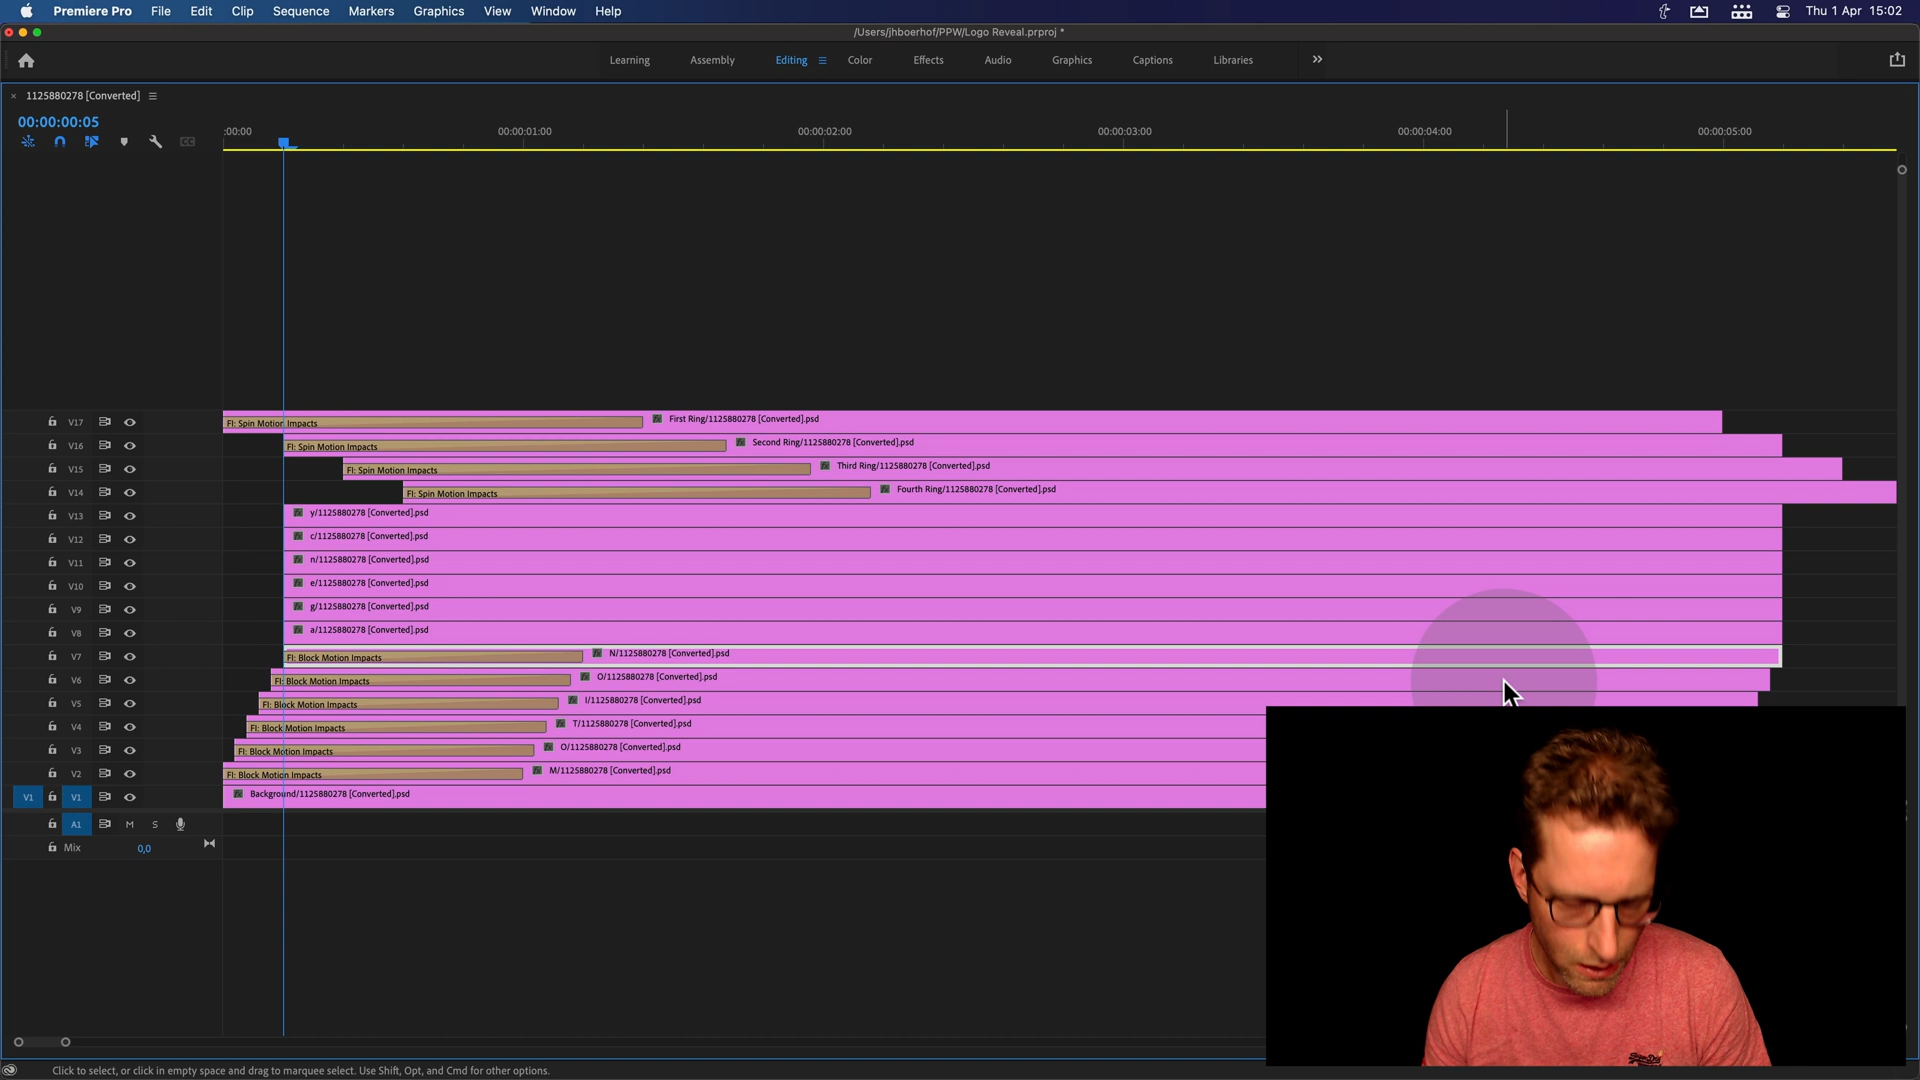 Premiere Pro File Edit Clip Sequence Markers Graphics View Window Help Thu 1 Apr 15:02
/Users/jhboerhof/PPW/Logo Reveal.prproj *
Learning Assembly Editing Color Effects Audio Graphics Captions Libraries
1125880278 [Converted]
00:00:00:05
:00:00 00:00:01:00 00:00:02:00 00:00:03:00 00:00:04:00 00:00:05:00
V17 FI: Spin Motion Impacts First Ring/1125880278 [Converted].psd
V16 FI: Spin Motion Impacts Second Ring/1125880278 [Converted].psd
V15 FI: Spin Motion Impacts Third Ring/1125880278 [Converted].psd
V14 FI: Spin Motion Impacts Fourth Ring/1125880278 [Converted].psd
V13 y/1125880278 [Converted].psd
V12 c/1125880278 [Converted].psd
V11 n/1125880278 [Converted].psd
V10 e/1125880278 [Converted].psd
V9 g/1125880278 [Converted].psd
V8 a/1125880278 [Converted].psd
V7 FI: Block Motion Impacts N/1125880278 [Converted].psd
V6 FI: Block Motion Impacts O/1125880278 [Converted].psd
V5 FI: Block Motion Impacts I/1125880278 [Converted].psd
V4 FI: Block Motion Impacts T/1125880278 [Converted].psd
V3 FI: Block Motion Impacts O/1125880278 [Converted].psd
V2 FI: Block Motion Impacts M/1125880278 [Converted].psd
V1 V1 Background/1125880278 [Converted].psd
A1 M S
Mix 0,0
Click to select, or click in empty space and drag to marquee select. Use Shift, Opt, and Cmd for other options.